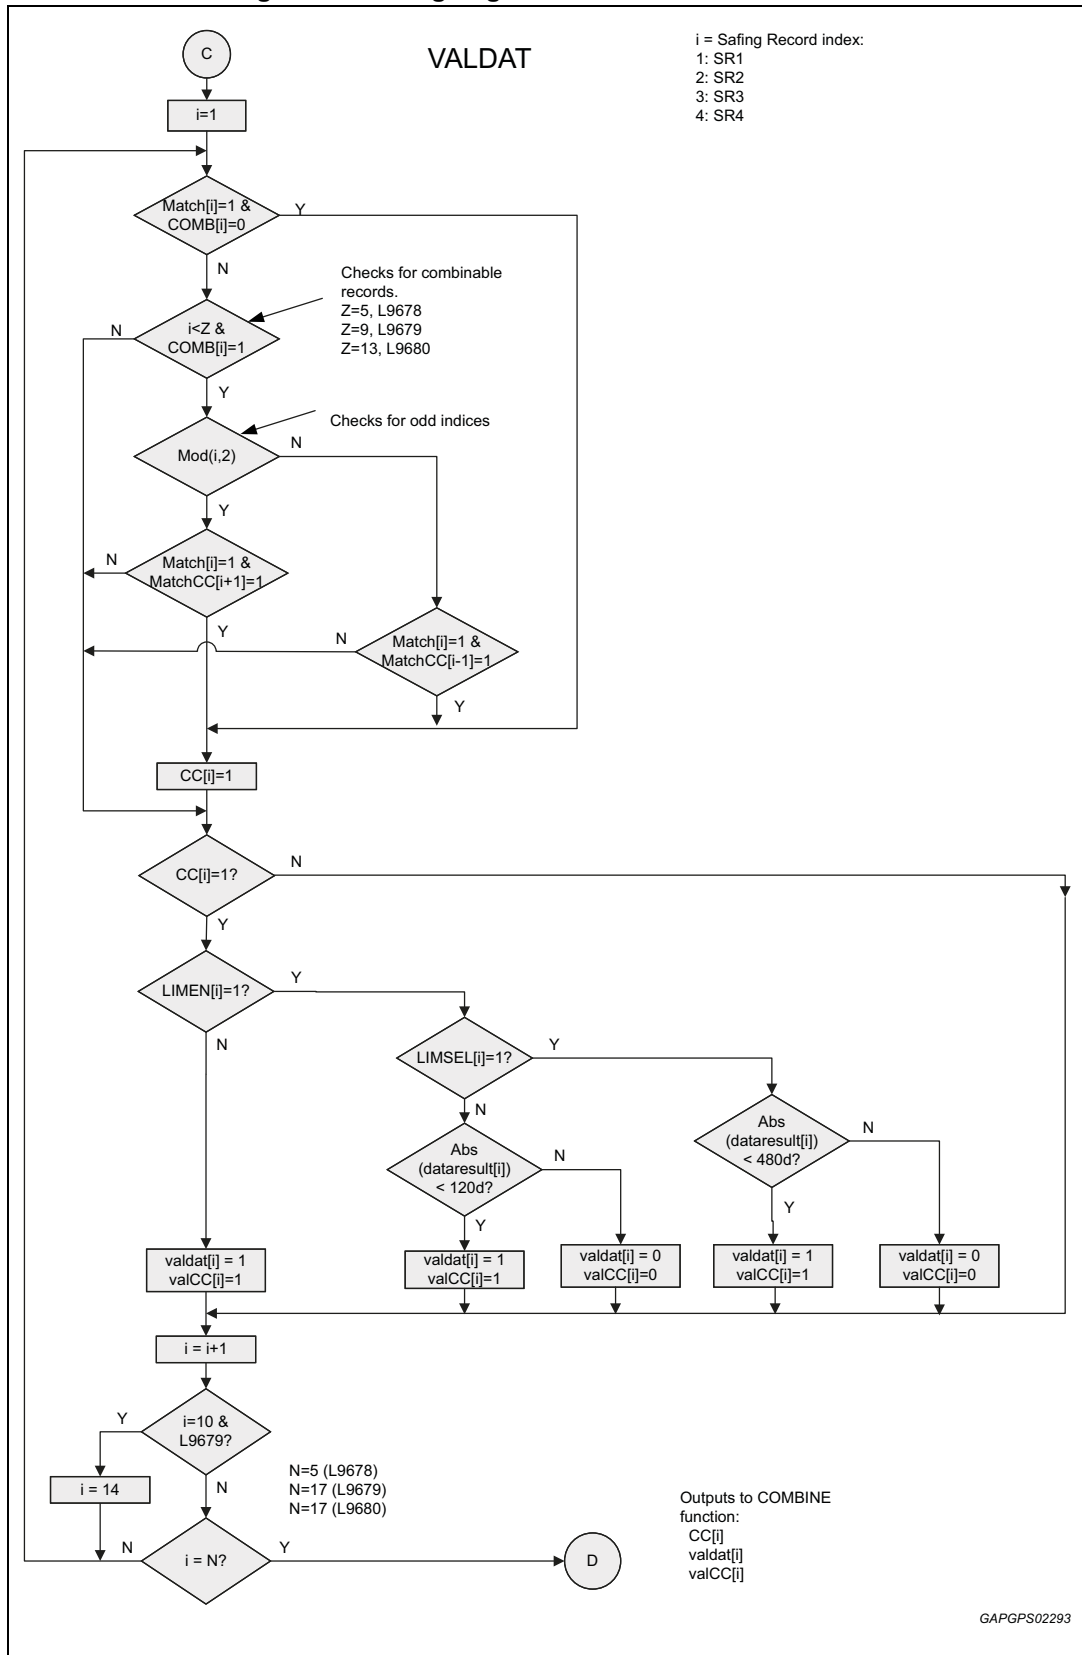 C
VALDAT
i = Safing Record index:
1: SR1
2: SR2
3: SR3
4: SR4
i=1
Match[i]=1 &
COMB[i]=0
Y
N
Checks for combinable
records.
Z=5, L9678
Z=9, L9679
Z=13, L9680
N
i<Z &
COMB[i]=1
Y
Checks for odd indices
Mod(i,2)
N
Y
N
Match[i]=1 &
MatchCC[i+1]=1
Y
N
Match[i]=1 &
MatchCC[i-1]=1
Y
CC[i]=1
CC[i]=1?
N
Y
LIMEN[i]=1?
Y
N
LIMSEL[i]=1?
Y
N
Abs
(dataresult[i])
< 120d?
N
Y
Abs
(dataresult[i])
< 480d?
N
Y
valdat[i] = 1
valCC[i]=1
valdat[i] = 1
valCC[i]=1
valdat[i] = 0
valCC[i]=0
valdat[i] = 1
valCC[i]=1
valdat[i] = 0
valCC[i]=0
i = i+1
Y
i=10 &
L9679?
N
i = 14
N=5 (L9678)
N=17 (L9679)
N=17 (L9680)
N
i = N?
Y
D
Outputs to COMBINE
function:
CC[i]
valdat[i]
valCC[i]
GAPGPS02293